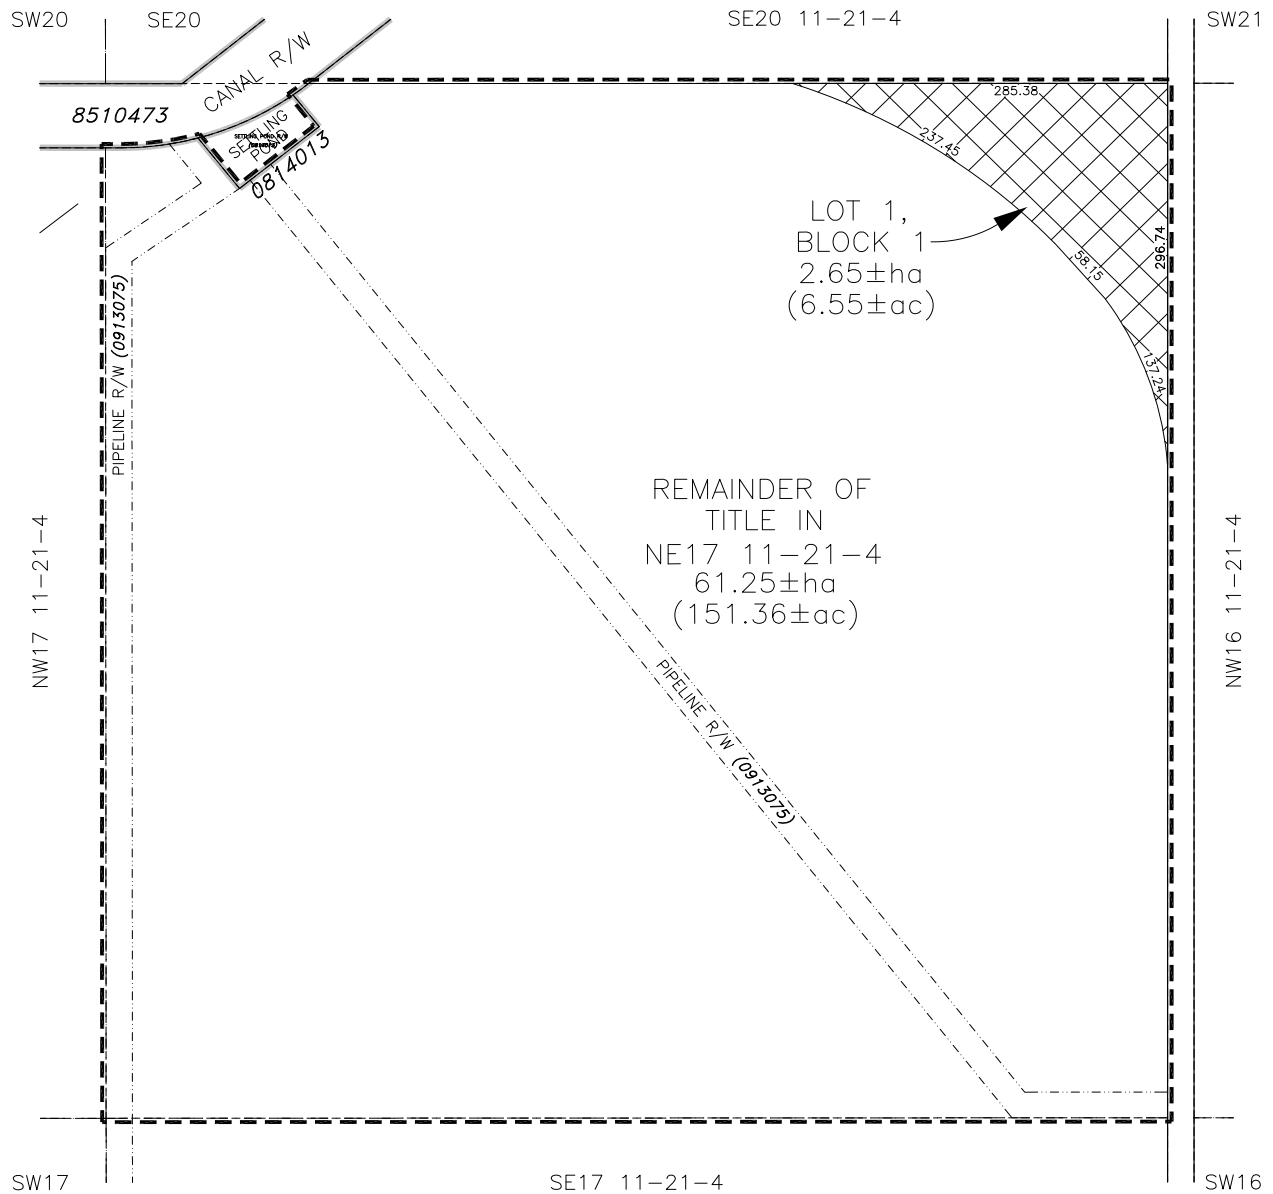 SW20
SE20
SE20 11-21-4
SW21
CANAL R/W
8510473
SETTLING
POND
SETTLING POND R/W
0814013
285.38
237.45
58.15
296.74
137.24
LOT 1,
BLOCK 1
2.65±ha
(6.55±ac)
PIPELINE R/W (0913075)
REMAINDER OF
TITLE IN
NE17 11-21-4
61.25±ha
(151.36±ac)
NW17 11-21-4
NW16 11-21-4
PIPELINE R/W (0913075)
SW17
SE17 11-21-4
SW16